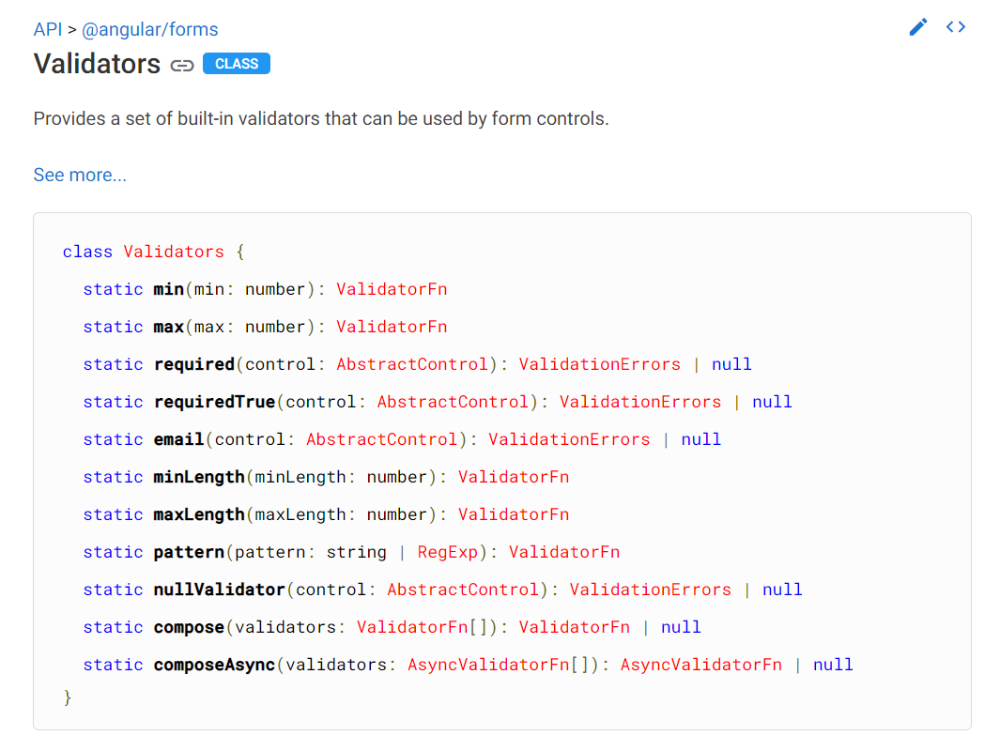 API > @angular/forms
Validators CLASS
Provides a set of built-in validators that can be used by form controls.
See more...
class Validators {
  static min(min: number): ValidatorFn
  static max(max: number): ValidatorFn
  static required(control: AbstractControl): ValidationErrors | null
  static requiredTrue(control: AbstractControl): ValidationErrors | null
  static email(control: AbstractControl): ValidationErrors | null
  static minLength(minLength: number): ValidatorFn
  static maxLength(maxLength: number): ValidatorFn
  static pattern(pattern: string | RegExp): ValidatorFn
  static nullValidator(control: AbstractControl): ValidationErrors | null
  static compose(validators: ValidatorFn[]): ValidatorFn | null
  static composeAsync(validators: AsyncValidatorFn[]): AsyncValidatorFn | null
}